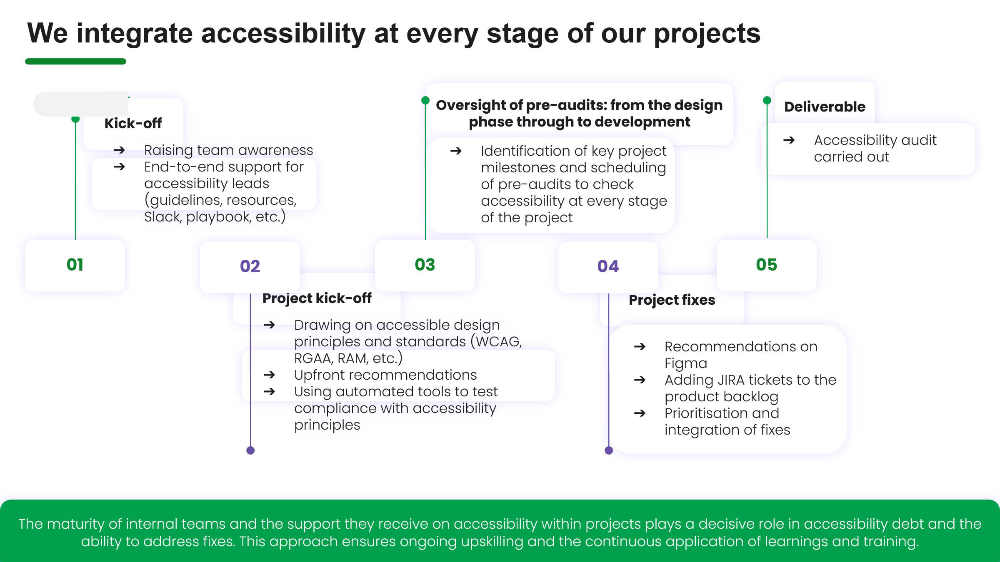 We integrate accessibility at every stage of our projects
Kick-off
➔ Raising team awareness
➔ End-to-end support for
accessibility leads
(guidelines, resources,
Slack, playbook, etc.)
01
02
Project kick-off
➔ Drawing on accessible design
principles and standards (WCAG,
RGAA, RAM, etc.)
➔ Upfront recommendations
➔ Using automated tools to test
compliance with accessibility
principles
Oversight of pre-audits: from the design
phase through to development
➔ Identification of key project
milestones and scheduling
of pre-audits to check
accessibility at every stage
of the project
03
04
Project fixes
➔ Recommendations on
Figma
➔ Adding JIRA tickets to the
product backlog
➔ Prioritisation and
integration of fixes
Deliverable
➔ Accessibility audit
carried out
05
The maturity of internal teams and the support they receive on accessibility within projects plays a decisive role in accessibility debt and the
ability to address fixes. This approach ensures ongoing upskilling and the continuous application of learnings and training.